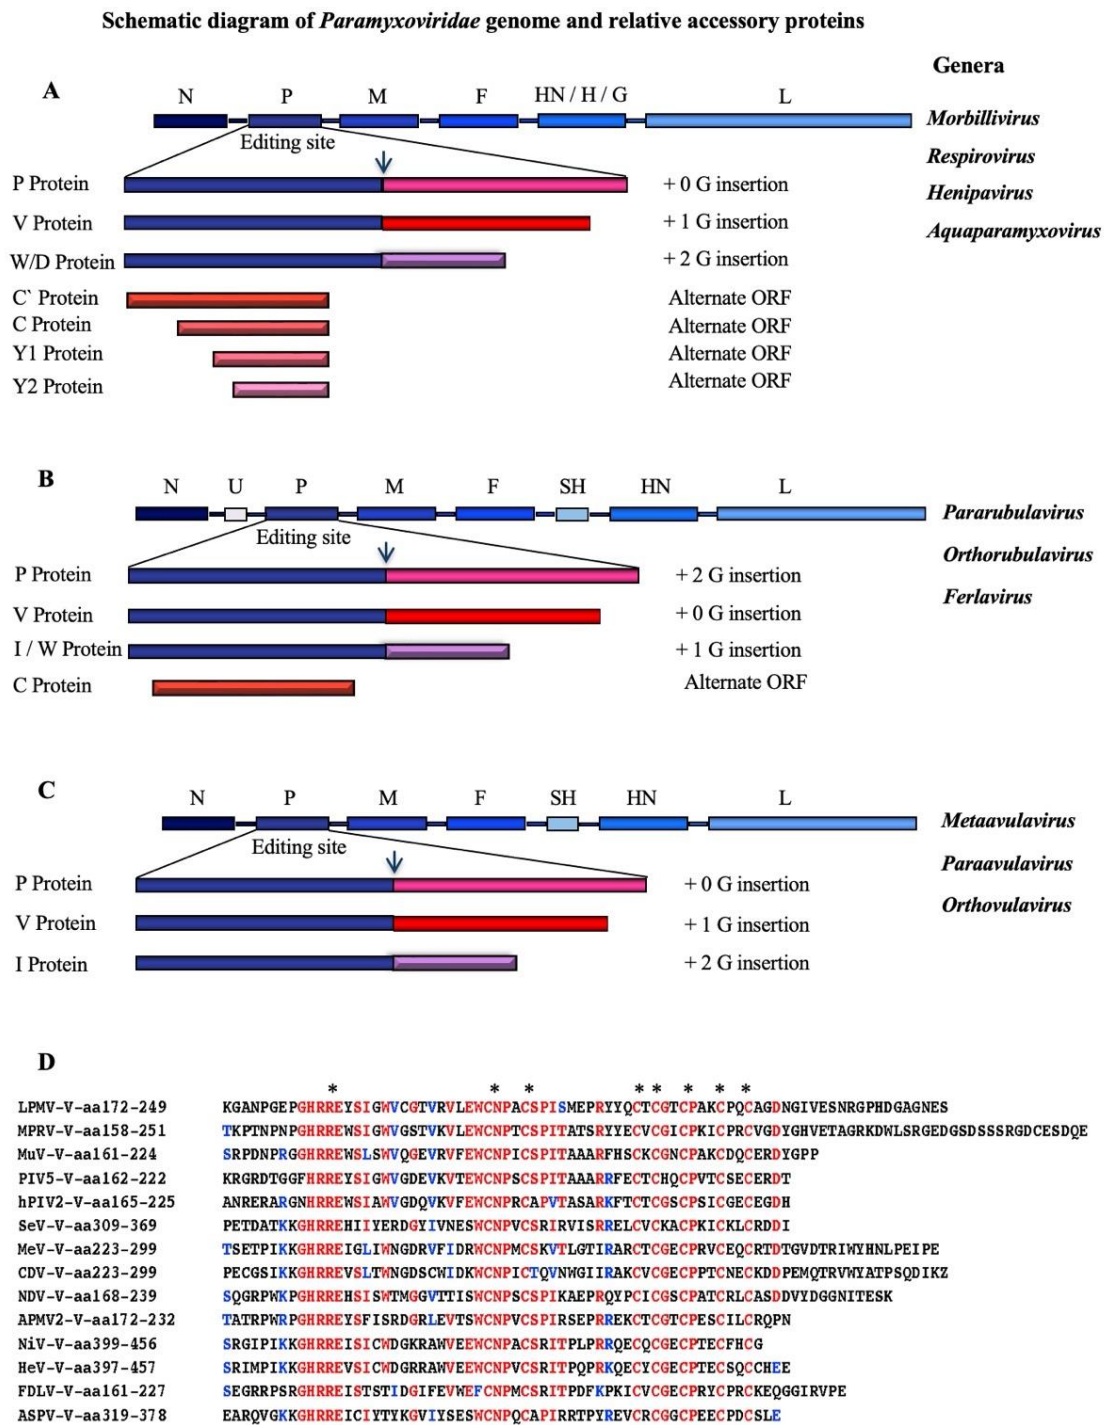 Schematic diagram of Paramyxoviridae genome and relative accessory proteins
Genera
A
N P M F HN / H / G L
Morbillivirus
Editing site
Respirovirus
P Protein + 0 G insertion
Henipavirus
V Protein + 1 G insertion
Aquaparamyxovirus
W/D Protein + 2 G insertion
C` Protein Alternate ORF
C Protein Alternate ORF
Y1 Protein Alternate ORF
Y2 Protein Alternate ORF
B
N U P M F SH HN L
Pararubulavirus
Editing site
Orthorubulavirus
P Protein + 2 G insertion
Ferlavirus
V Protein + 0 G insertion
I / W Protein + 1 G insertion
C Protein Alternate ORF
C
N P M F SH HN L
Metaavulavirus
Editing site
Paraavulavirus
P Protein + 0 G insertion
Orthovulavirus
V Protein + 1 G insertion
I Protein + 2 G insertion
D
* * * * * * * *
LPMV-V-aa172-249 KGANPGEPGHRREYSIGWVCGTVRVLEWCNPACSPISMEPRYYQCTCGTCPAKCPQCAGDNGIVESNRGPHDGAGNES
MPRV-V-aa158-251 TKPTNPNPGHRREWSIGWVGSTVKVLEWCNPTCSPITATSRYYECVCGICPKICPRCVGDYGHVETAGRKDWLSRGEDGSDSSSRGDCESDQE
MuV-V-aa161-224 SRPDNPRGGHRREWSLSWVQGEVRVFEWCNPICSPITAAARFHSCKCGNCPAKCDQCERDYGPP
PIV5-V-aa162-222 KRGRDTGGFHRREYSIGWVGDEVKVTEWCNPSCSPITAAARRFECTCHQCPVTCSECERDT
hPIV2-V-aa165-225 ANRERARGNHRREWSIAWVGDQVKVFEWCNPRCAPVTASARKFTCTCGSCPSICGECEGDH
SeV-V-aa309-369 PETDATKKGHRREHIIYERDGYIVNESWCNPVCSRIRVISRRELCVCKACPKICKLCRDDI
MeV-V-aa223-299 TSETPIKKGHRREIGLIWNGDRVFIDRWCNPMCSKVTLGTIRARCTCGECPRVCEQCRTDTGVDTRIWYHNLPEIPE
CDV-V-aa223-299 PECGSIKKGHRREVSLTWNGDSCWIDKWCNPICTQVNWGIIRAKCVCGECPPTCNECKDDPEMQTRVWYATPSQDIKZ
NDV-V-aa168-239 SQGRPWKPGHRREHSISWTMGGVTTISWCNPSCSPIKAEPRQYPCICGSCPATCRLCASDDVYDGGNITESK
APMV2-V-aa172-232 TATRPWRPGHRREYSFISRDGRLEVTSWCNPVCSPIRSEPRREKCTCGTCPESCILCRQPN
NiV-V-aa399-456 SRGIPIKKGHRREISICWDGKRAWVEEWCNPACSRITPLPRRQECQCGECPTECFHCG
HeV-V-aa397-457 SRIMPIKKGHRREISICWDGRRAWVEEWCNPVCSRITPQPRKQECYCGECPTECSQCCHEE
FDLV-V-aa161-227 SEGRRPSRGHRREISTSTIDGIFEVWEFCNPMCSRITPDFKPKICVCGECPRYCPRCKEQGGIRVPE
ASPV-V-aa319-378 EARQVGKKGHRREICIYTYKGVIYSESWCNPQCAPIRRTPYREVCRCGGCPEECPDCSLE